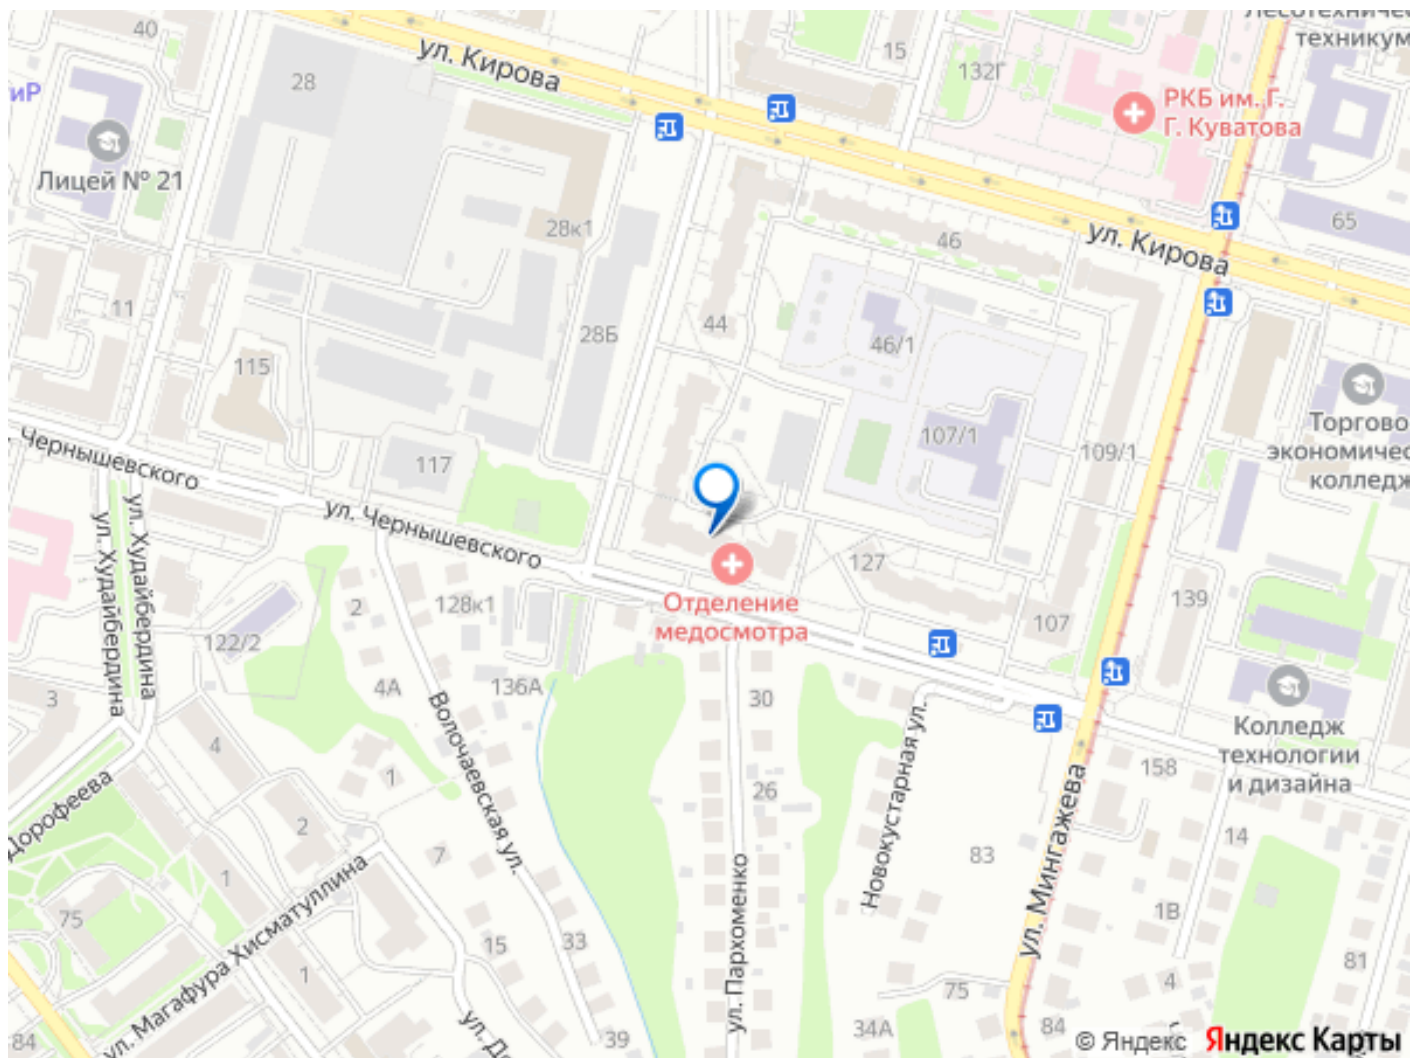 40
ул. Кирова
15
132Г
техникум
28
РКБ им. Г.
Г. Куватова
Лицей № 21
28к1
46
65
ул. Кирова
11
28Б
44
46/1
115
Торгово
107/1
109/1
колледж
Чернышевского
117
ул. Чернышевского
ул. Худайбердина
ул. Худайбердина
127
2
128к1
Отделение
медосмотра
139
107
122/2
3
4А
136А
30
Волочаевская ул.
Новокустарная ул.
Колледж
технологии
и дизайна
4
1
158
26
Дорофеева
2
7
83
14
ул. Мингажева
ул. Пархоменко
1
75
Магафура Хисматуллина
15
33
1В
1
81
75
4
84
39
34А
84
© Яндекс Яндекс Карты